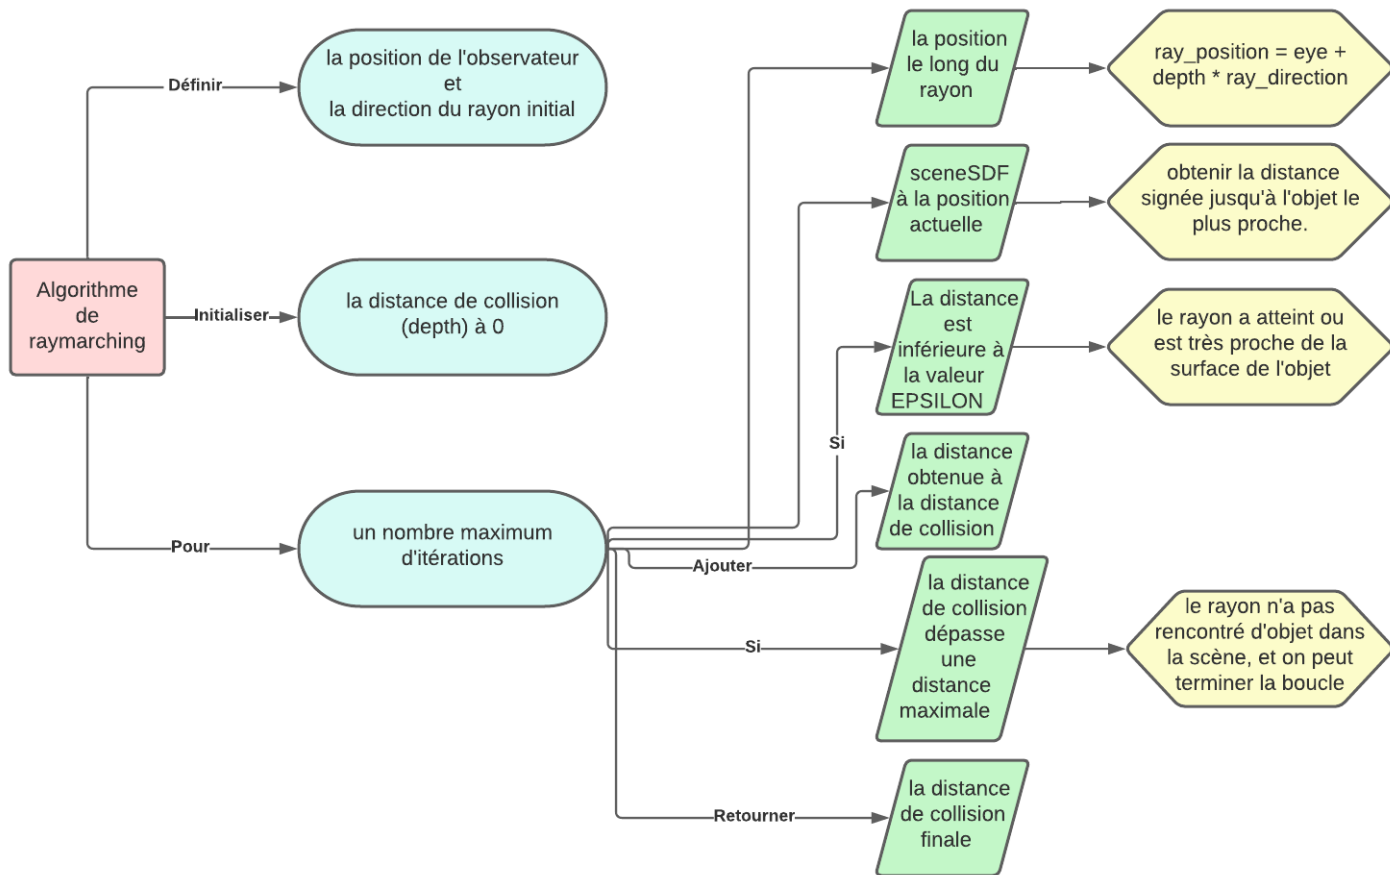 Algorithme
de
raymarching
Définir
la position de l'observateur
et
la direction du rayon initial
Initialiser
la distance de collision
(depth) à 0
Pour
un nombre maximum
d'itérations
la position
le long du
rayon
ray_position = eye +
depth * ray_direction
sceneSDF
à la position
actuelle
obtenir la distance
signée jusqu'à l'objet le
plus proche.
Si
La distance
est
inférieure à
la valeur
EPSILON
le rayon a atteint ou
est très proche de la
surface de l'objet
Ajouter
la distance
obtenue à
la distance
de collision
Si
la distance
de collision
dépasse
une
distance
maximale
le rayon n'a pas
rencontré d'objet dans
la scène, et on peut
terminer la boucle
Retourner
la distance
de collision
finale